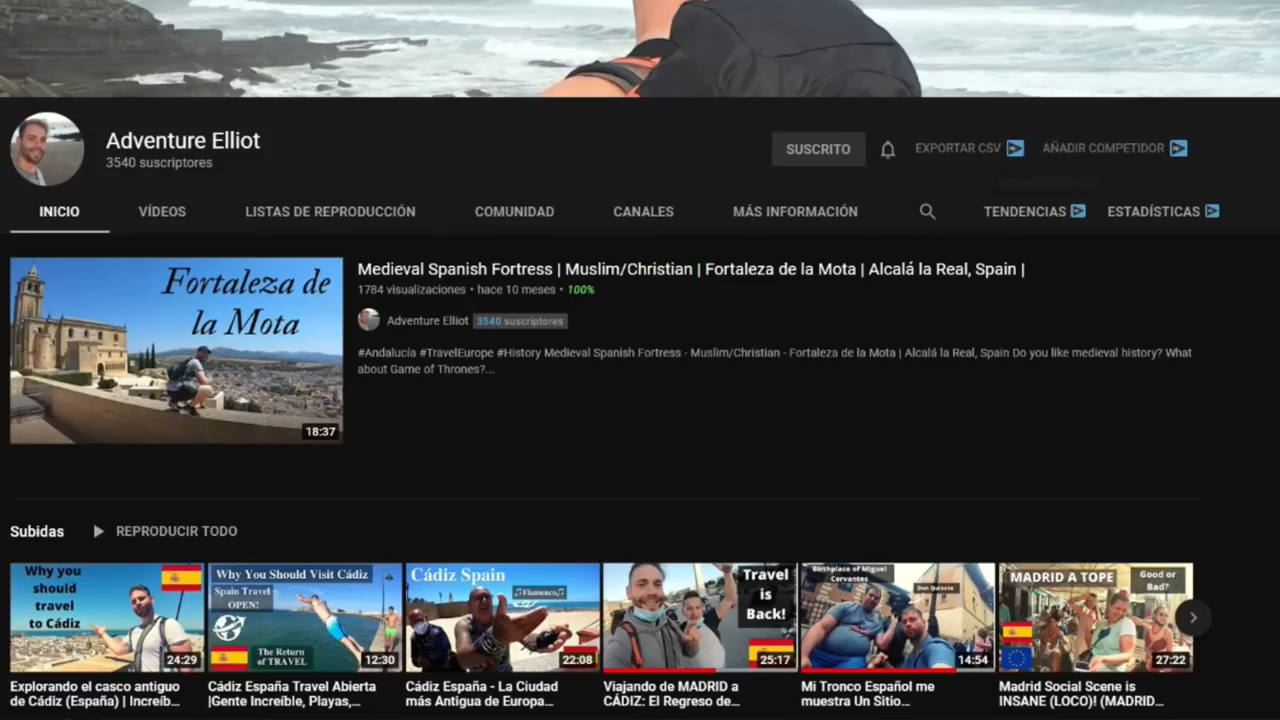 Adventure Elliot
3540 suscriptores
SUSCRITO
EXPORTAR CSV
AÑADIR COMPETIDOR
INICIO
VÍDEOS
LISTAS DE REPRODUCCIÓN
COMUNIDAD
CANALES
MÁS INFORMACIÓN
TENDENCIAS
ESTADÍSTICAS
Fortaleza de
la Mota
18:37
Medieval Spanish Fortress | Muslim/Christian | Fortaleza de la Mota | Alcalá la Real, Spain |
1784 visualizaciones • hace 10 meses • 100%
Adventure Elliot 3540 suscriptores
#Andalucía #TravelEurope #History Medieval Spanish Fortress - Muslim/Christian - Fortaleza de la Mota | Alcalá la Real, Spain Do you like medieval history? What
about Game of Thrones?...
Subidas
REPRODUCIR TODO
Why you
should
travel
to Cádiz
24:29
Explorando el casco antiguo
de Cádiz (España) | Increíb...
Why You Should Visit Cádiz
Spain Travel
OPEN!
The Return
of TRAVEL
12:30
Cádiz España Travel Abierta
|Gente Increíble, Playas,...
Cádiz Spain
♫Flamenco♫
22:08
Cádiz España - La Ciudad
más Antigua de Europa...
Travel
is
Back!
25:17
Viajando de MADRID a
CÁDIZ: El Regreso de...
Birthplace of Miguel
Cervantes
Don Quixote
14:54
Mi Tronco Español me
muestra Un Sitio...
MADRID A TOPE
Good or
Bad?
27:22
Madrid Social Scene is
INSANE (LOCO)! (MADRID...